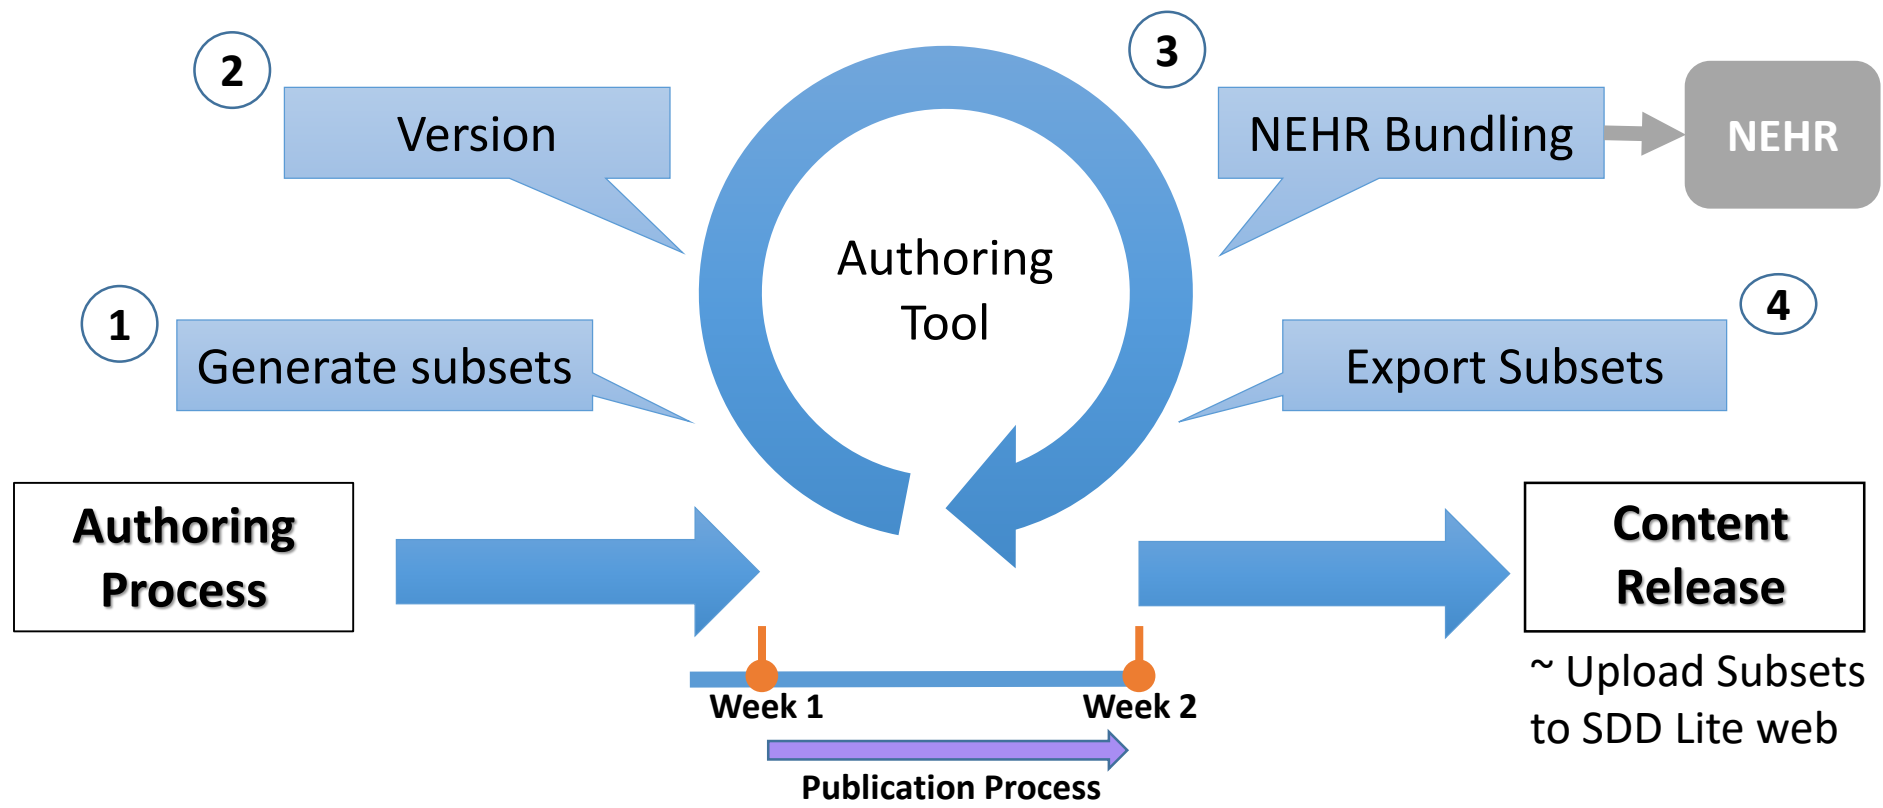 2
Version
3
NEHR Bundling
NEHR
Authoring
Tool
1
Generate subsets
4
Export Subsets
Authoring
Process
Content
Release
~ Upload Subsets
to SDD Lite web
Week 1
Week 2
Publication Process